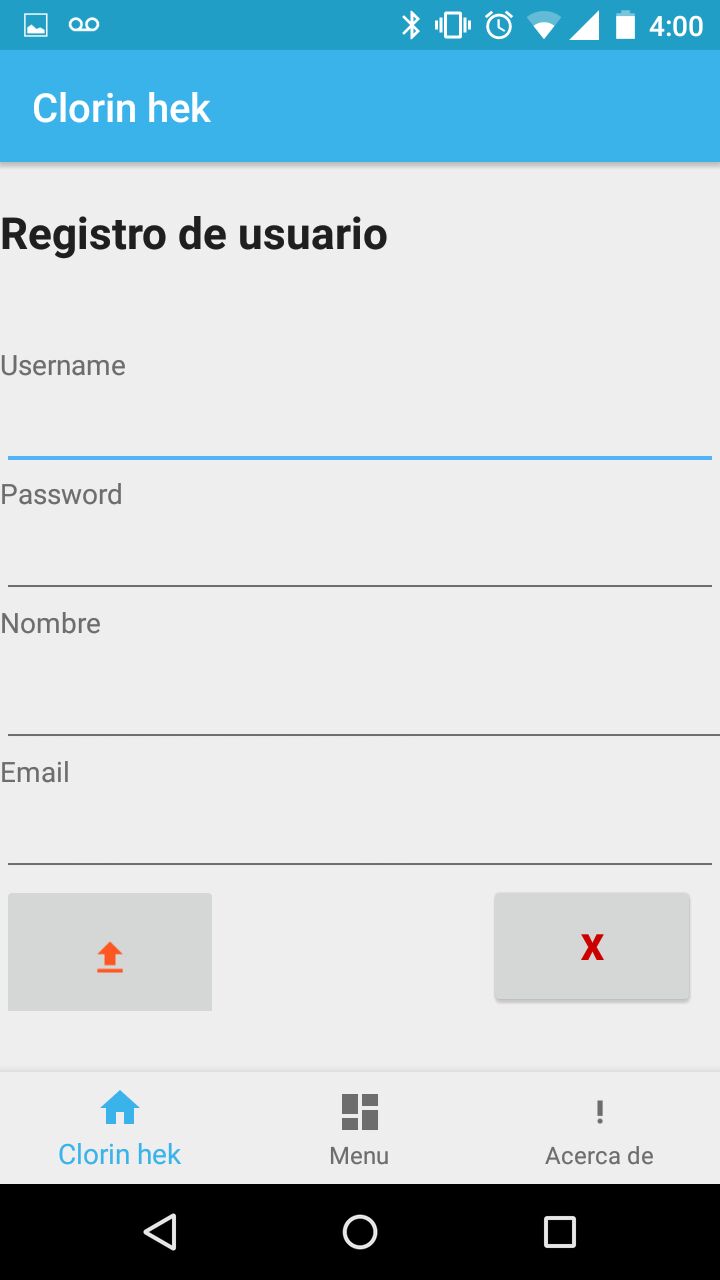 4:00
Clorin hek
Registro de usuario
Username
Password
Nombre
Email
X
Clorin hek
Menu
Acerca de